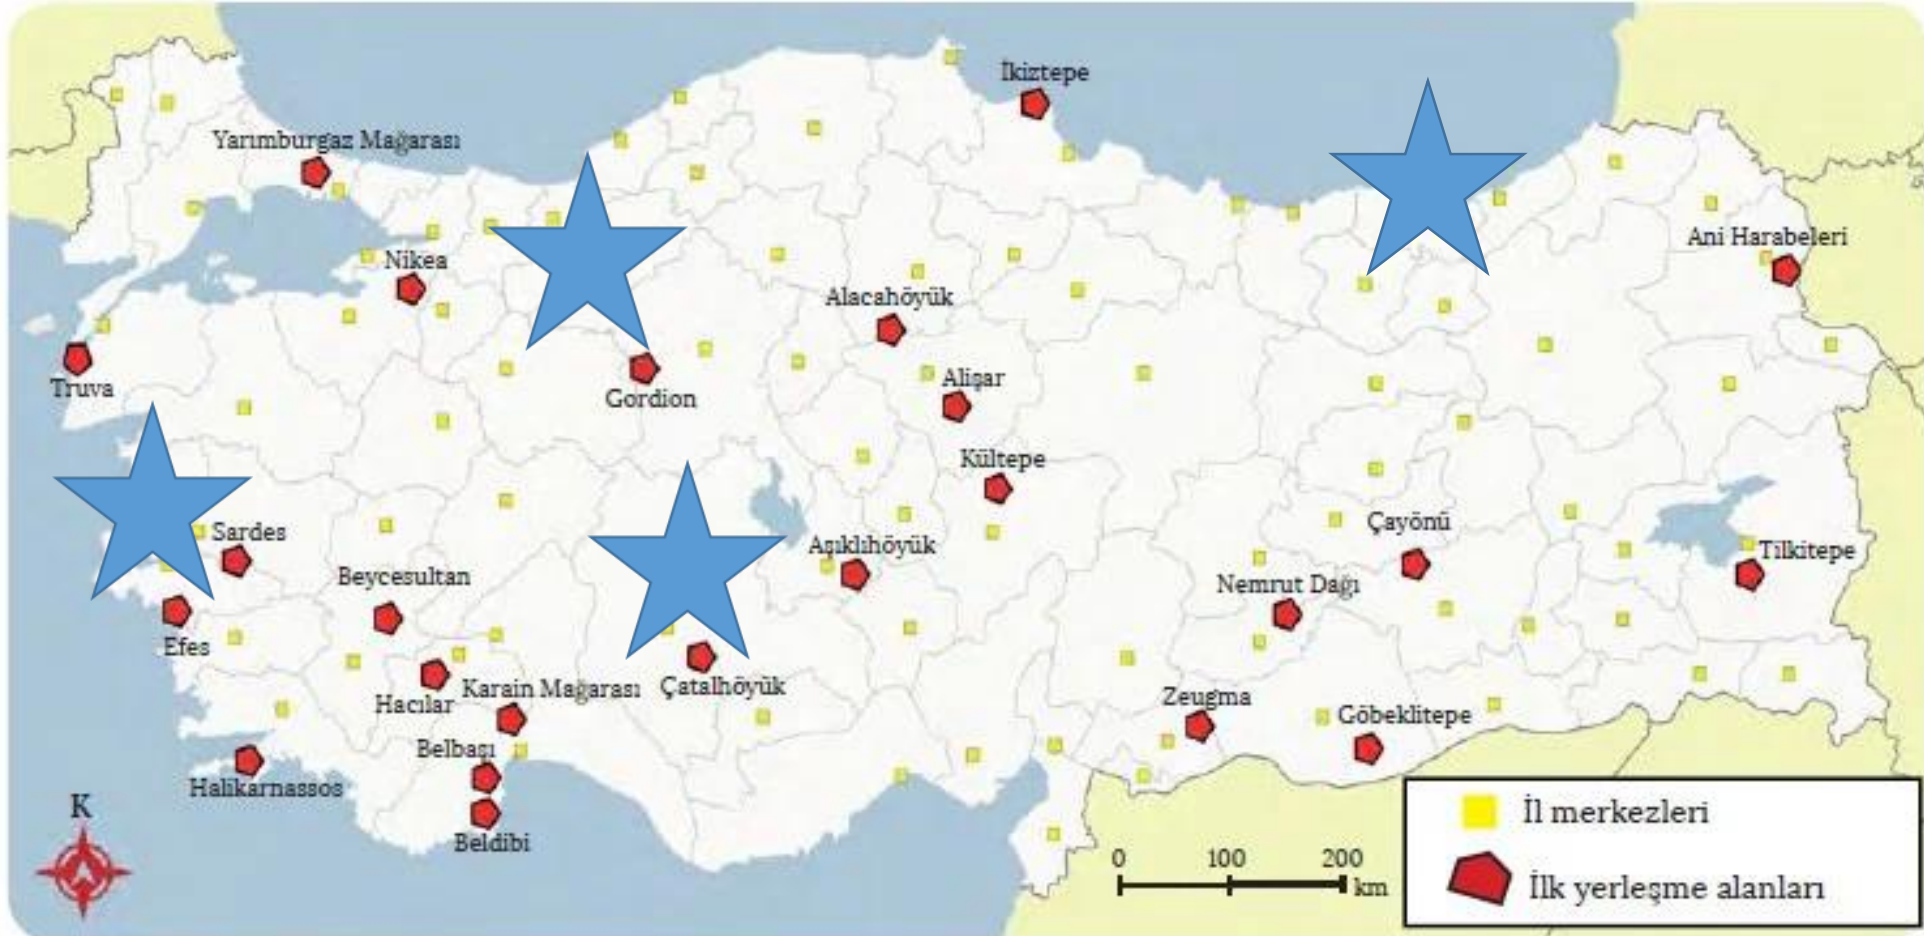 İkiztepe
Yarımburgaz Mağarası
Ani Harabeleri
Nikea
Alacahöyük
Truva
Gordion
Alişar
Kültepe
Sardes
Çayönü
Aşıklıhöyük
Tilkitepe
Beycesultan
Nemrut Dağı
Efes
Hacılar
Karain Mağarası
Çatalhöyük
Zeugma
Göbeklitepe
Belbaşı
Halikarnassos
Beldibi
K
0 100 200
km
İl merkezleri
İlk yerleşme alanları